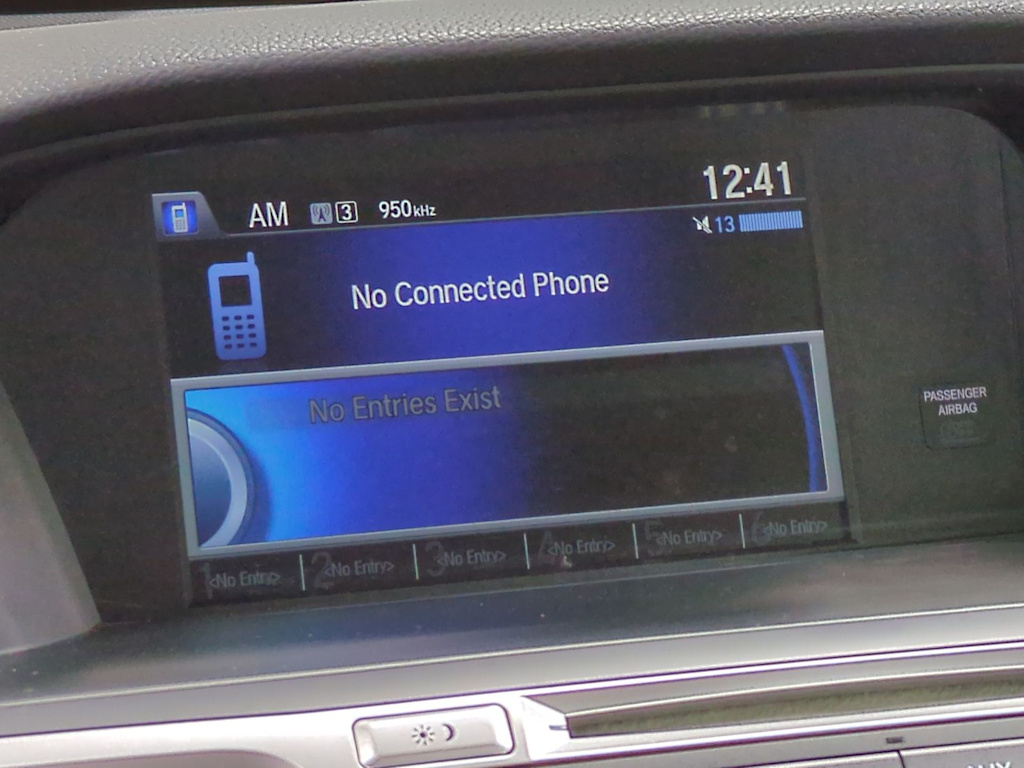 12:41
AM 3 950kHz
13
No Connected Phone
No Entries Exist
PASSENGER
AIRBAG
1 <No Entry> 2 <No Entry> 3 <No Entry> 4 <No Entry> 5 <No Entry> 6 <No Entry>